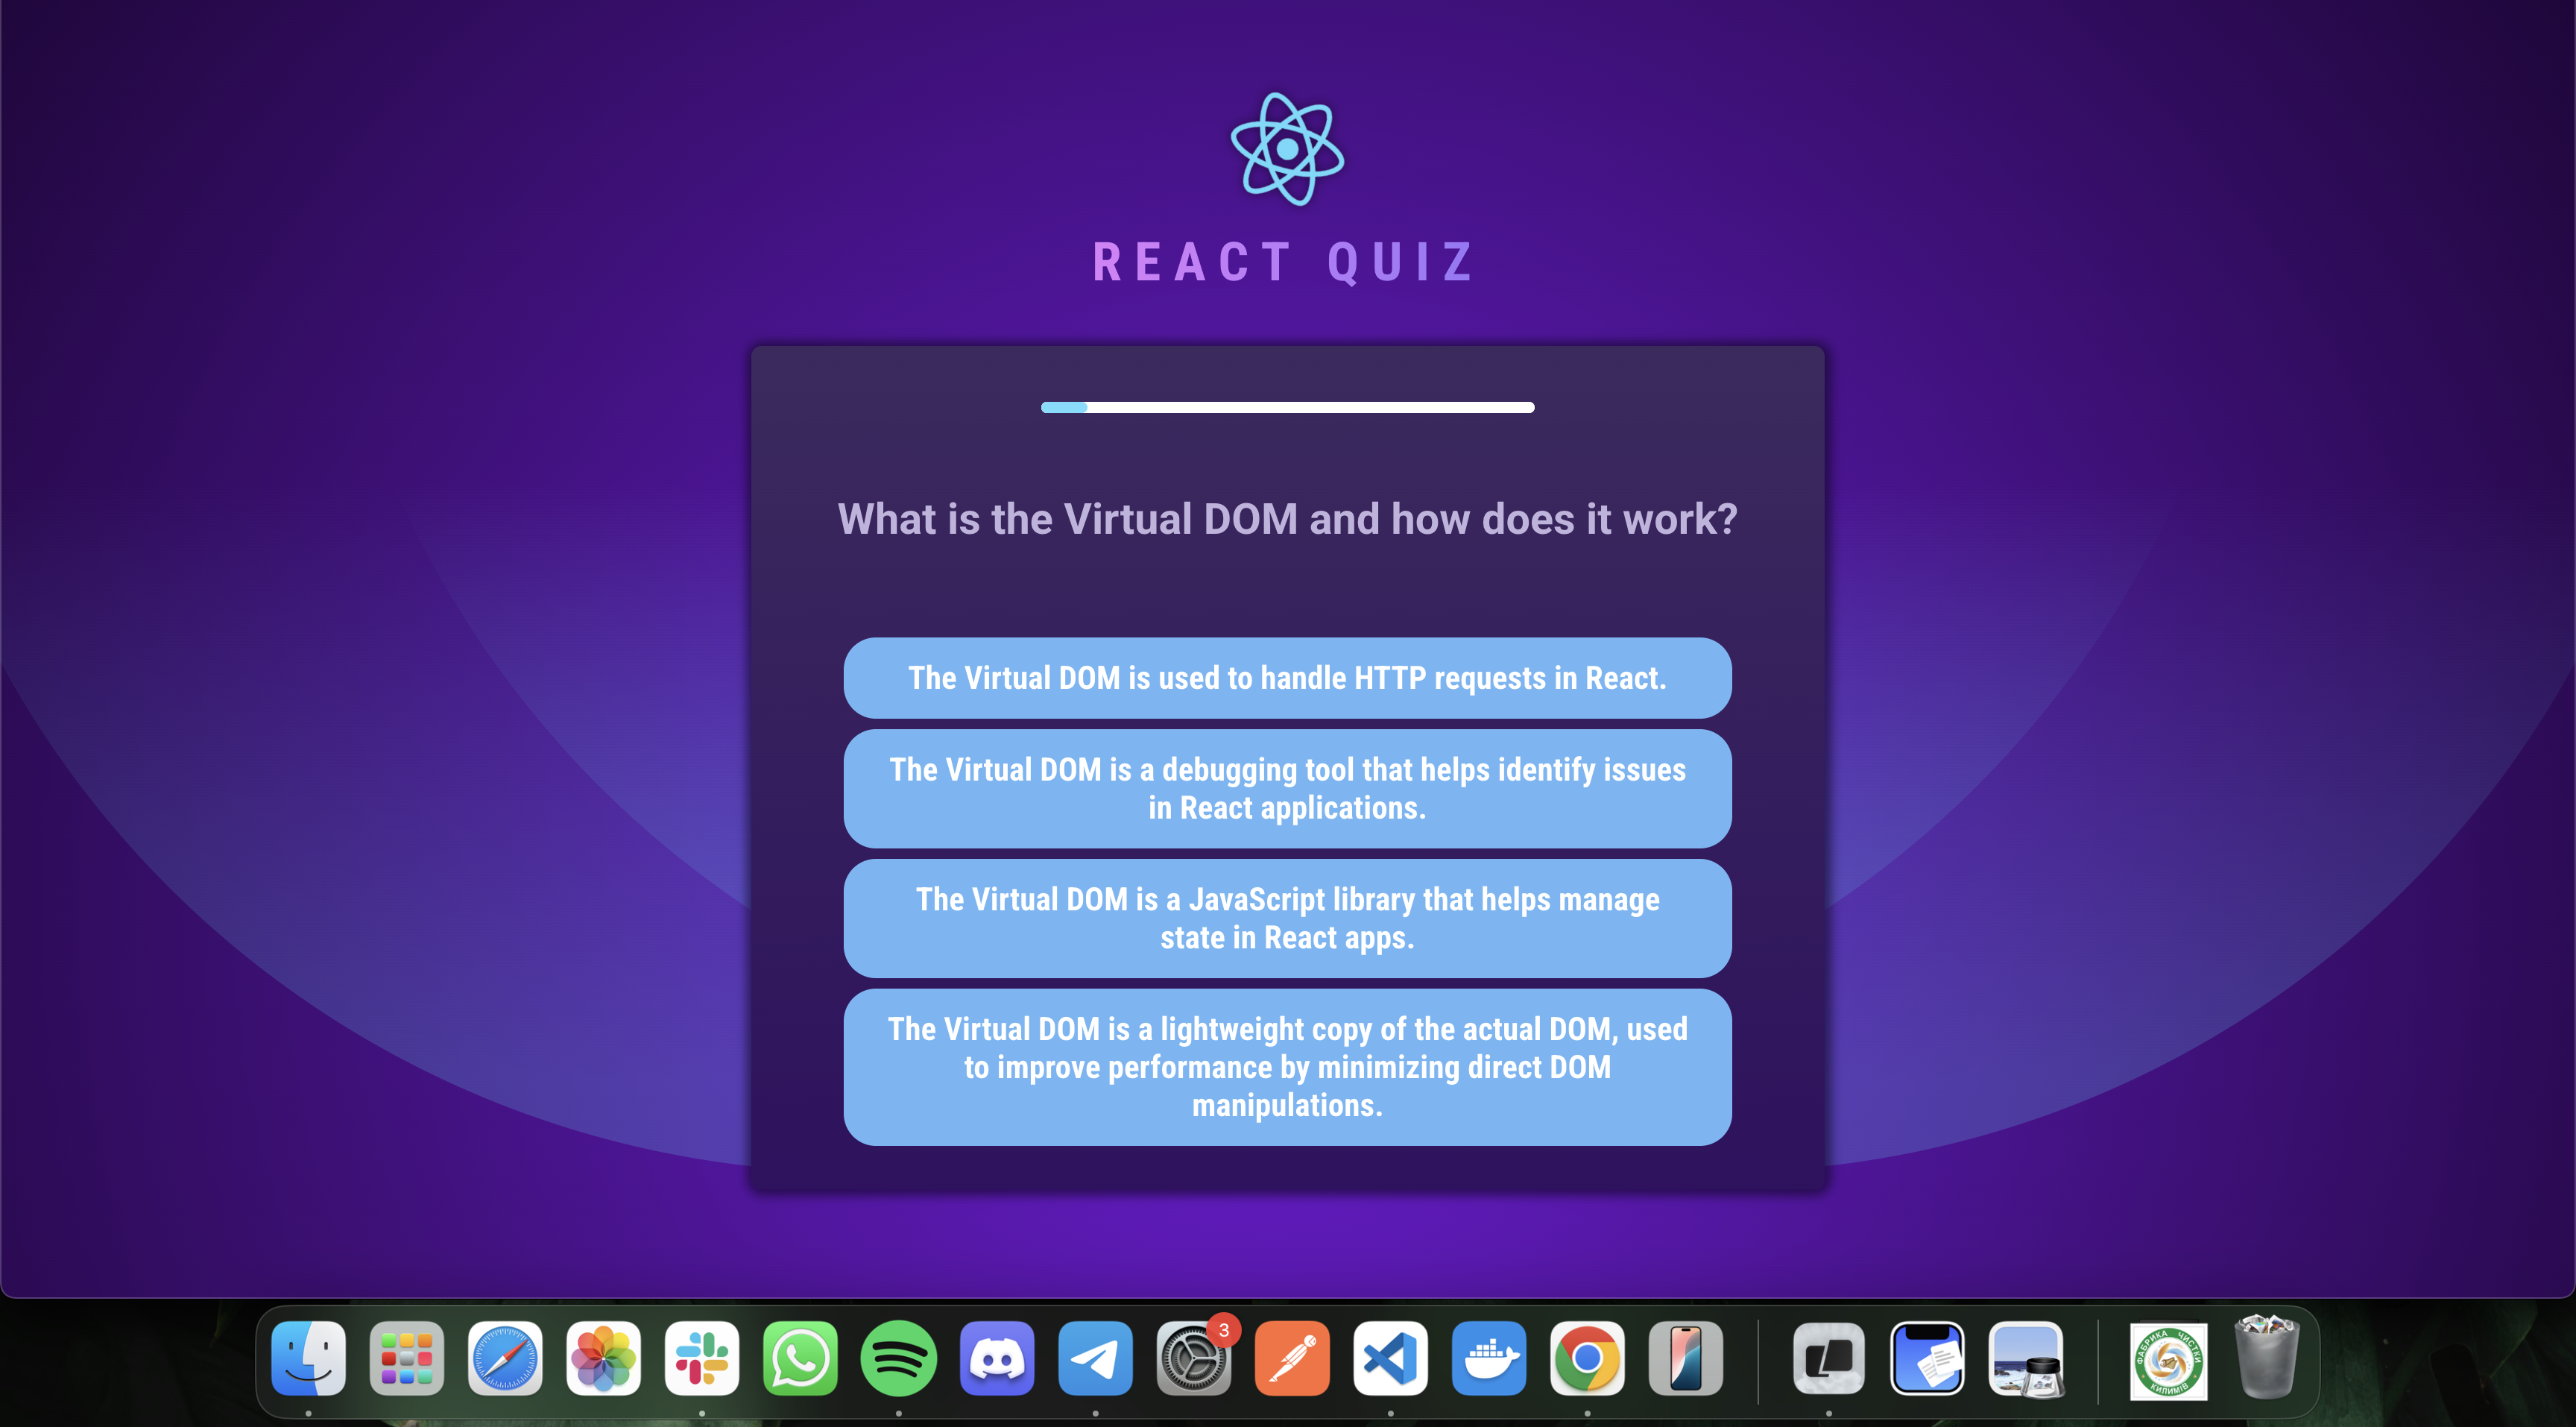 REACT QUIZ
What is the Virtual DOM and how does it work?
The Virtual DOM is used to handle HTTP requests in React.
The Virtual DOM is a debugging tool that helps identify issues
in React applications.
The Virtual DOM is a JavaScript library that helps manage
state in React apps.
The Virtual DOM is a lightweight copy of the actual DOM, used
to improve performance by minimizing direct DOM
manipulations.
3
ФАБРИКА ЧИСТКИ
КИЛИМІВ